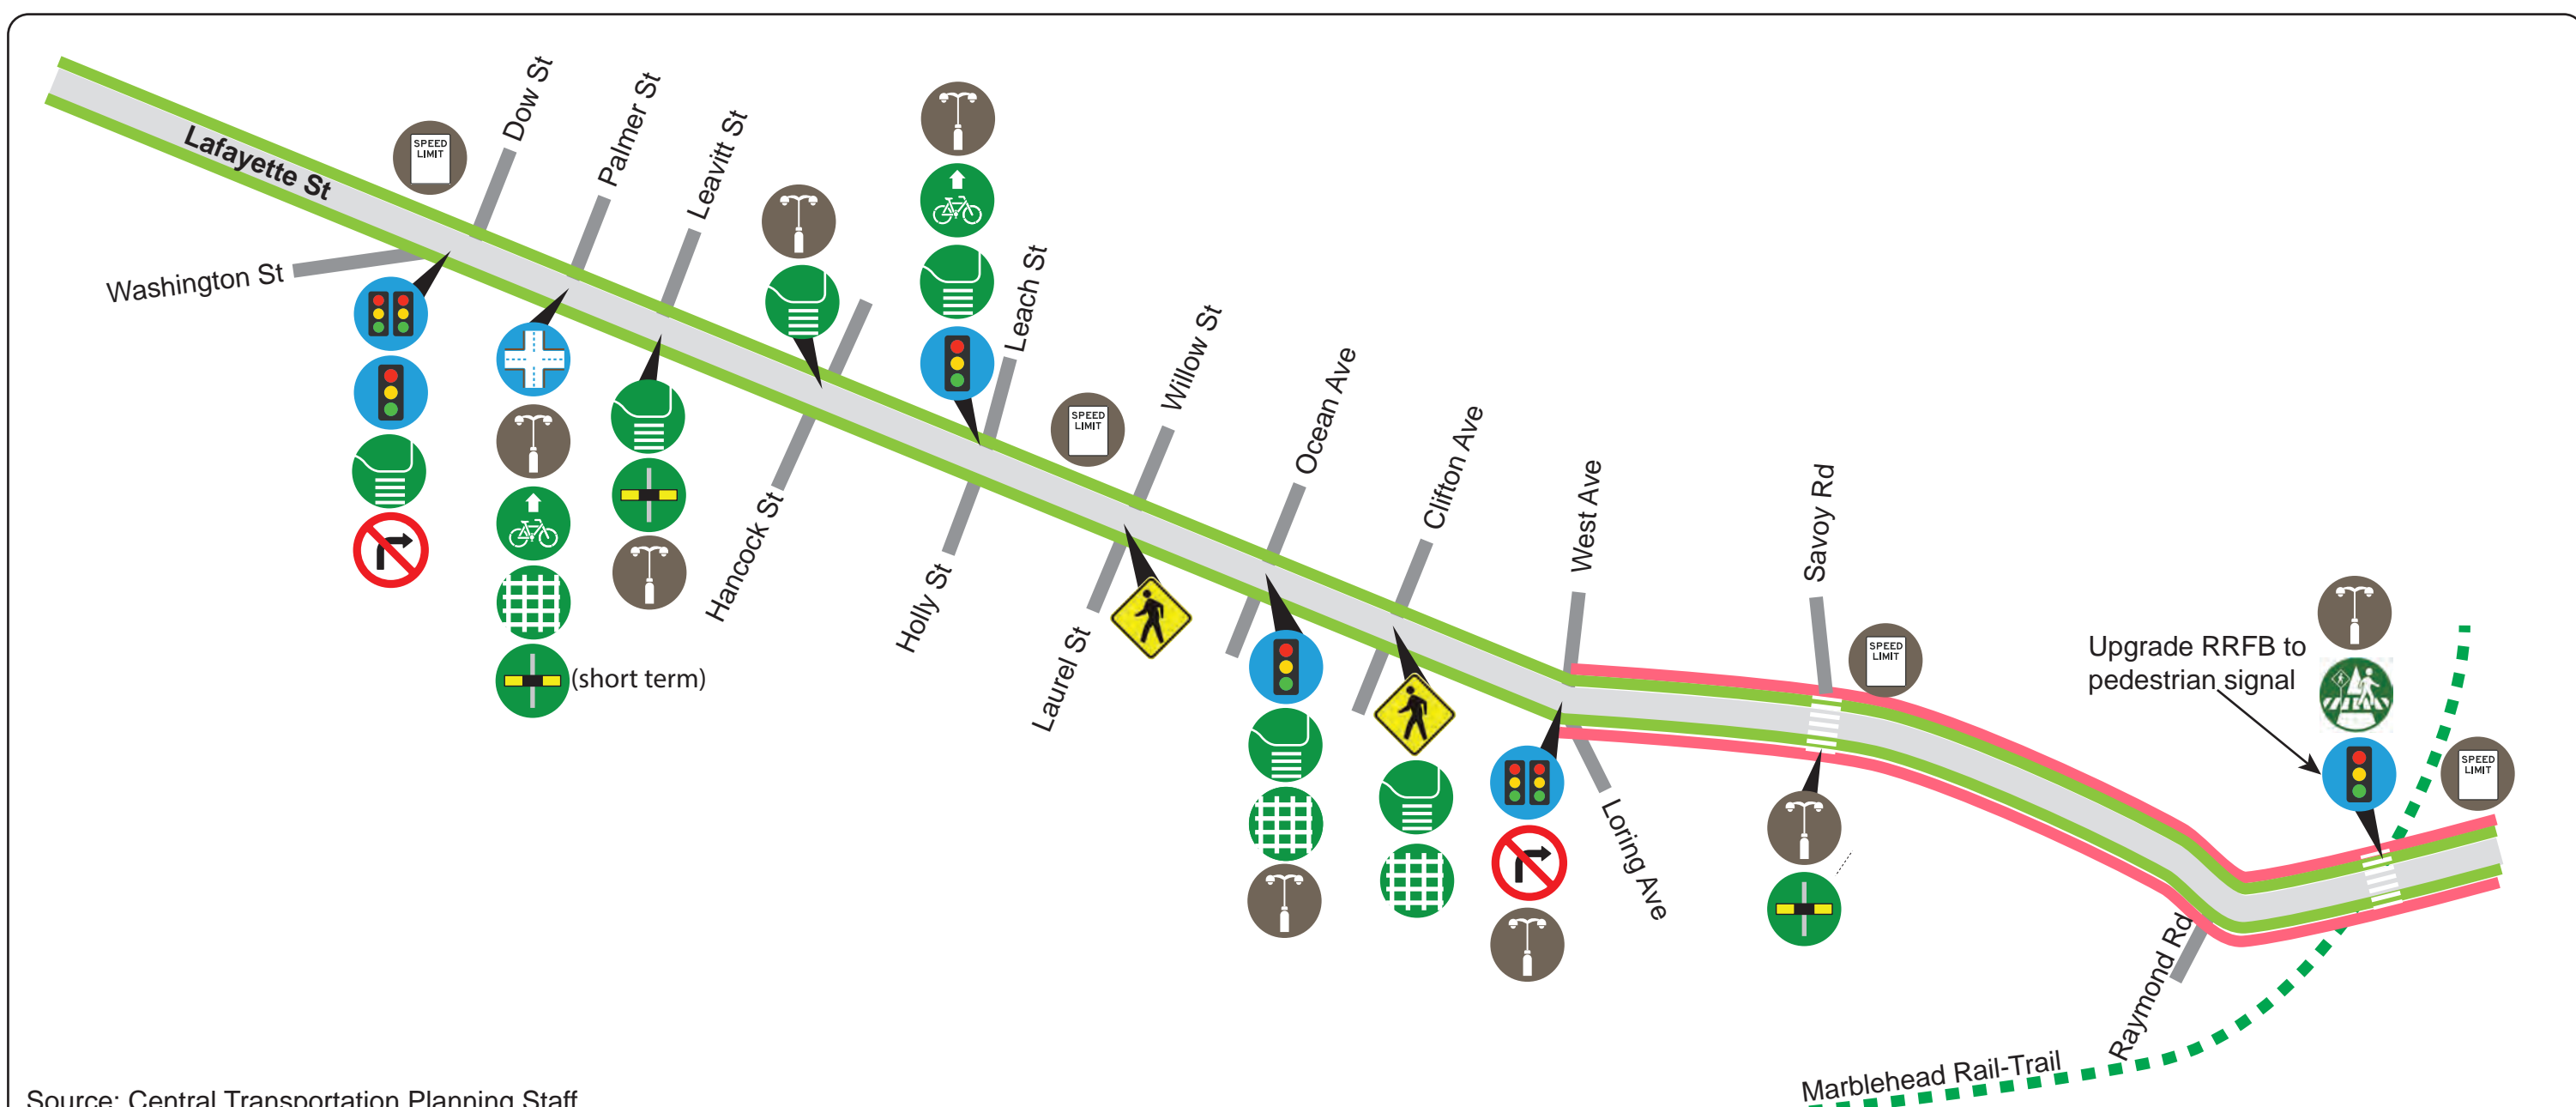 Lafayette St
Washington St
SPEED
LIMIT
Dow St
Palmer St
Leavitt St
(short term)
Hancock St
Leach St
Holly St
SPEED
LIMIT
Willow St
Laurel St
Ocean Ave
Clifton Ave
West Ave
Loring Ave
Savoy Rd
SPEED
LIMIT
Upgrade RRFB to
pedestrian signal
SPEED
LIMIT
Raymond Rd
Marblehead Rail-Trail
Source: Central Transportation Planning Staff